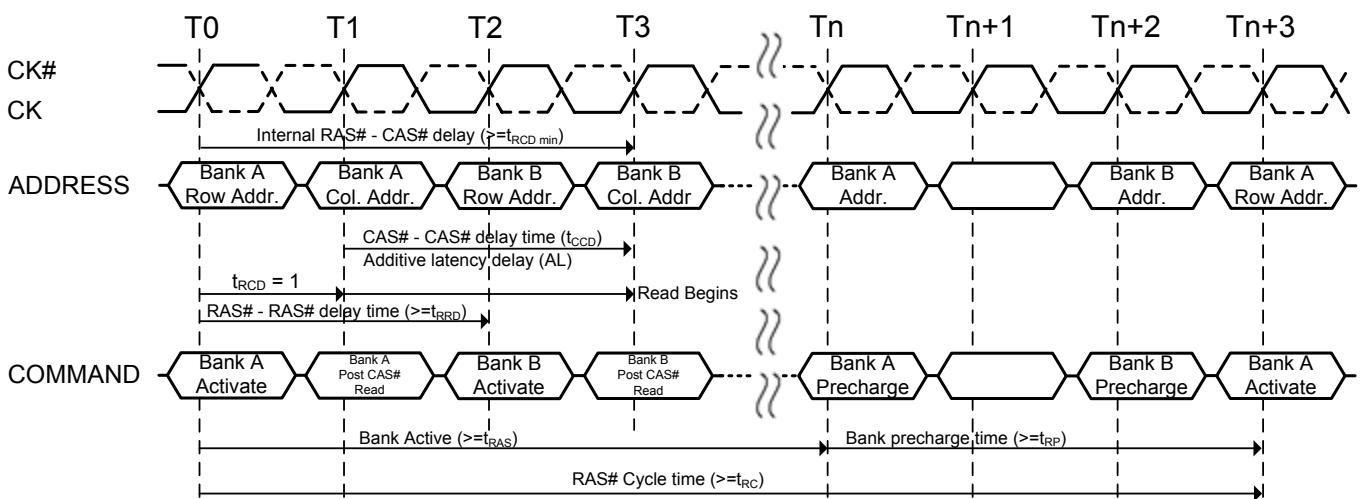 T0 T1 T2 T3 Tn Tn+1 Tn+2 Tn+3
CK#
CK
Internal RAS# - CAS# delay (>=tRCD min)
ADDRESS
Bank A Row Addr.
Bank A Col. Addr.
Bank B Row Addr.
Bank B Col. Addr
Bank A Addr.
Bank B Addr.
Bank A Row Addr.
CAS# - CAS# delay time (tCCD)
Additive latency delay (AL)
tRCD = 1
Read Begins
RAS# - RAS# delay time (>=tRRD)
COMMAND
Bank A Activate
Bank A Post CAS# Read
Bank B Activate
Bank B Post CAS# Read
Bank A Precharge
Bank B Precharge
Bank A Activate
Bank Active (>=tRAS)
Bank precharge time (>=tRP)
RAS# Cycle time (>=tRC)